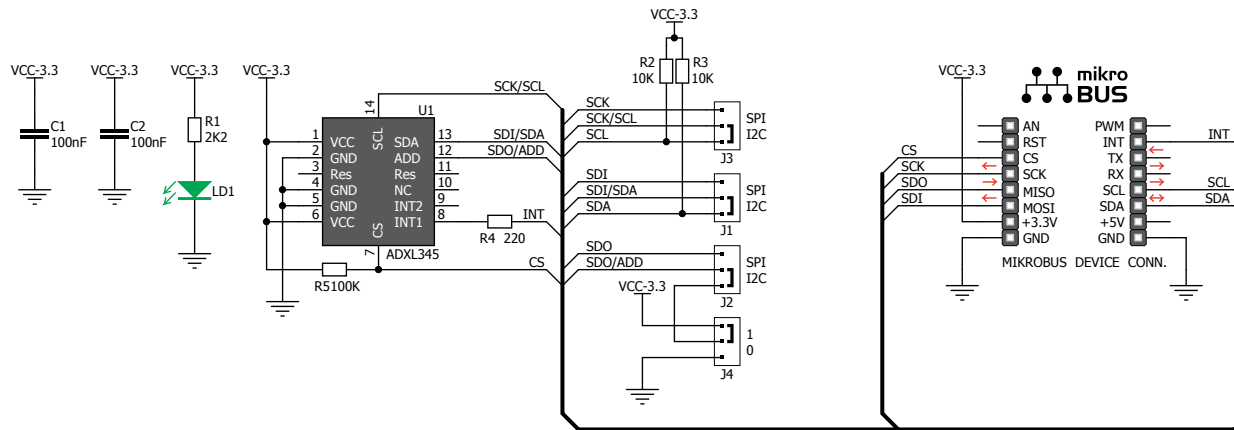 VCC-3.3
C1
100nF
VCC-3.3
C2
100nF
VCC-3.3
R1
2K2
LD1
VCC-3.3
14
SCK/SCL
U1
SCL
1 VCC SDA 13 SDI/SDA
2 GND ADD 12 SDO/ADD
3 Res Res 11
4 GND NC 10
5 GND INT2 9
6 VCC INT1 8
CS
7
ADXL345
R4 220
INT
R5100K
CS
VCC-3.3
R2
10K
R3
10K
SCK
SCK/SCL
SCL
SPI
I2C
J3
SDI
SDI/SDA
SDA
SPI
I2C
J1
SDO
SDO/ADD
SPI
I2C
J2
VCC-3.3
1
0
J4
VCC-3.3
mikro
BUS
CS
SCK
SDO
SDI
AN PWM
RST INT
CS TX
SCK RX
MISO SCL
MOSI SDA
+3.3V +5V
GND GND
INT
SCL
SDA
MIKROBUS DEVICE CONN.